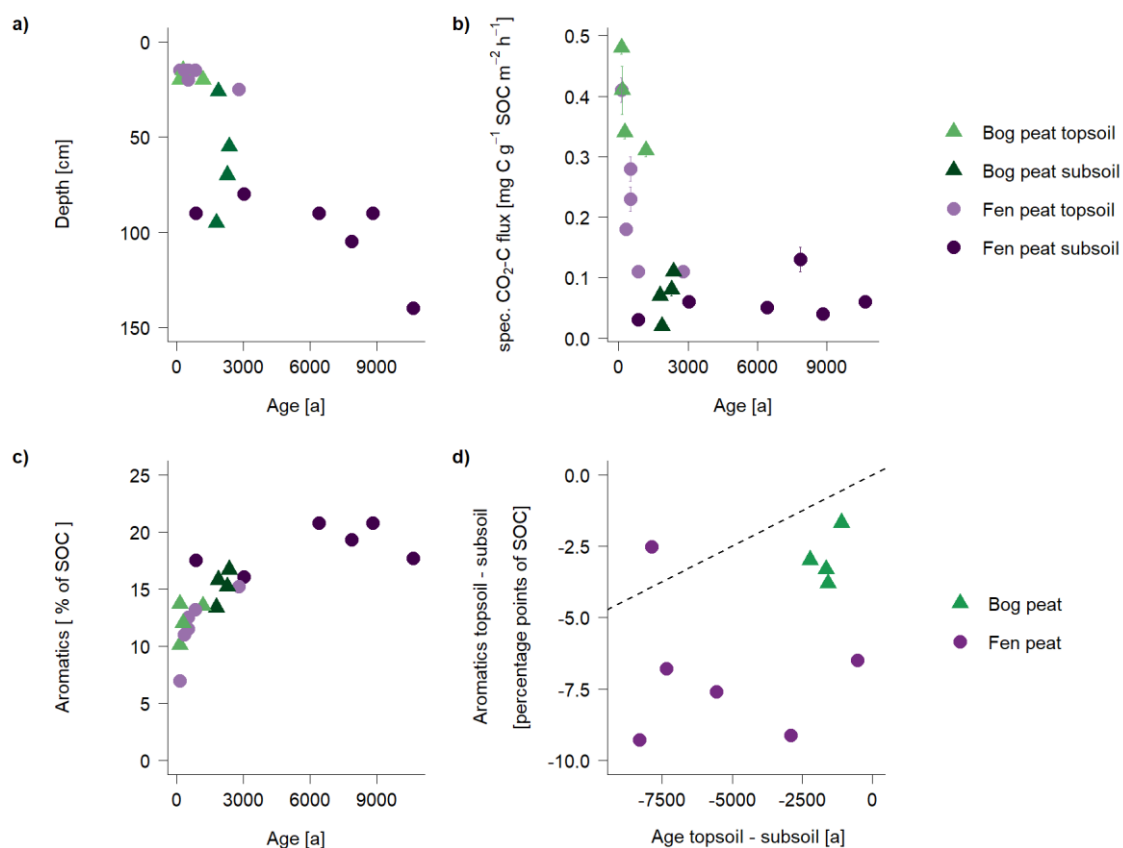 a)
0
50
100
150
Depth [cm]
0 3000 6000 9000
Age [a]
b)
0.5
0.4
0.3
0.2
0.1
0.0
spec. CO₂-C flux [mg C g⁻¹ SOC m⁻² h⁻¹]
0 3000 6000 9000
Age [a]
Bog peat topsoil
Bog peat subsoil
Fen peat topsoil
Fen peat subsoil
c)
25
20
15
10
5
0
Aromatics [ % of SOC]
0 3000 6000 9000
Age [a]
d)
0.0
-2.5
-5.0
-7.5
-10.0
Aromatics topsoil - subsoil
[percentage points of SOC]
-7500 -5000 -2500 0
Age topsoil - subsoil [a]
Bog peat
Fen peat